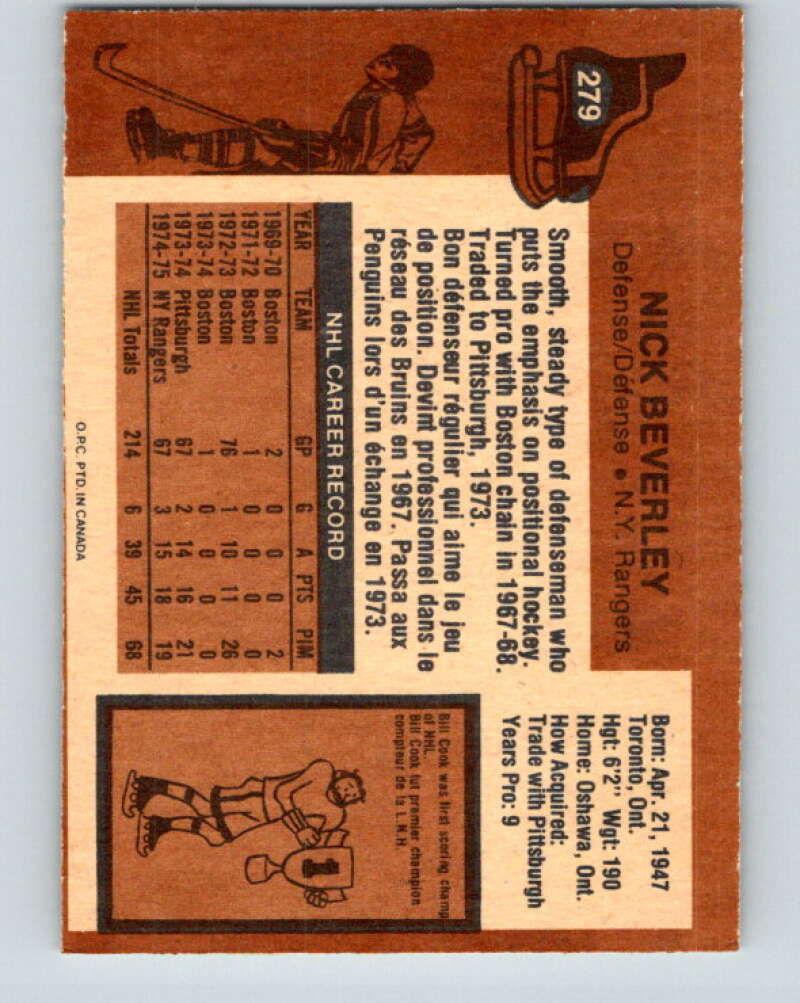 279
NICK BEVERLEY
Defense/Défense • N.Y. Rangers
Born: Apr. 21, 1947
Toronto, Ont.
Hgt: 6'2" Wgt: 190
Home: Oshawa, Ont.
How Acquired:
Trade with Pittsburgh
Years Pro: 9
Smooth, steady type of defenseman who
puts the emphasis on positional hockey.
Turned pro with Boston chain in 1967-68.
Traded to Pittsburgh, 1973.
Bon défenseur régulier qui aime le jeu
de position. Devint professionnel dans le
réseau des Bruins en 1967. Passa aux
Penguins lors d'un échange en 1973.
NHL CAREER RECORD
YEAR TEAM GP G A PTS PIM
1969-70 Boston 2 0 0 0 2
1971-72 Boston 1 0 0 0 0
1972-73 Boston 76 1 10 11 26
1973-74 Boston 1 0 0 0 0
1973-74 Pittsburgh 67 2 14 16 21
1974-75 NY Rangers 67 3 15 18 19
NHL Totals 214 6 39 45 68
Bill Cook was first scoring champ
of NHL.
Bill Cook fut premier champion
compteur de la L.N.H.
1
O.P.C. PTD. IN CANADA